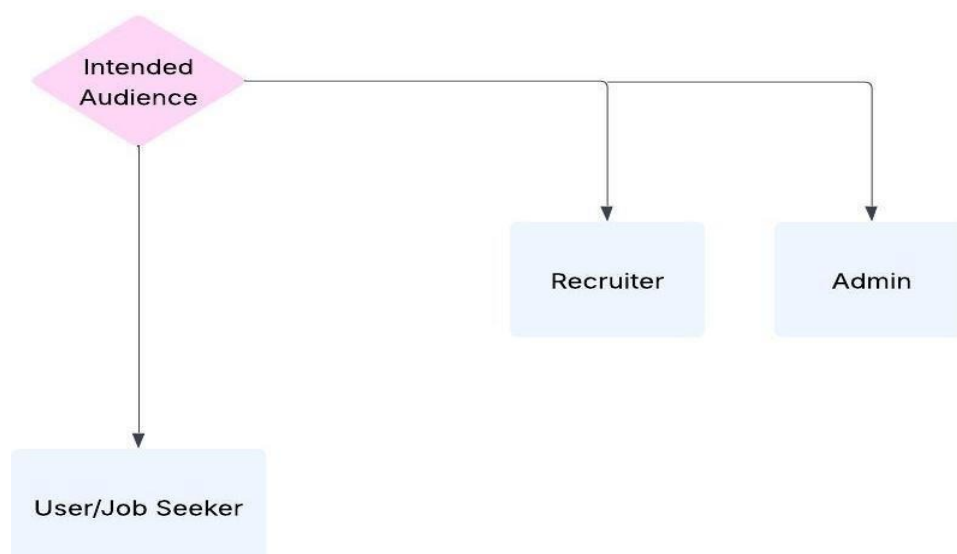 Intended
Audience
Recruiter
Admin
User/Job Seeker